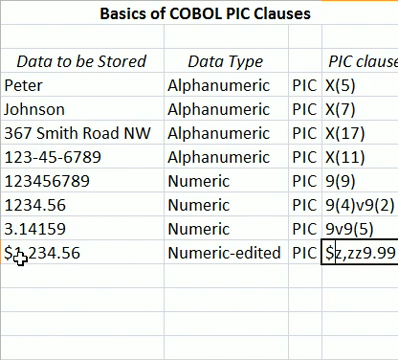 Basics of COBOL PIC Clauses
Data to be Stored Data Type PIC clause
Peter Alphanumeric PIC X(5)
Johnson Alphanumeric PIC X(7)
367 Smith Road NW Alphanumeric PIC X(17)
123-45-6789 Alphanumeric PIC X(11)
123456789 Numeric PIC 9(9)
1234.56 Numeric PIC 9(4)v9(2)
3.14159 Numeric PIC 9v9(5)
$1,234.56 Numeric-edited PIC $z,zz9.99